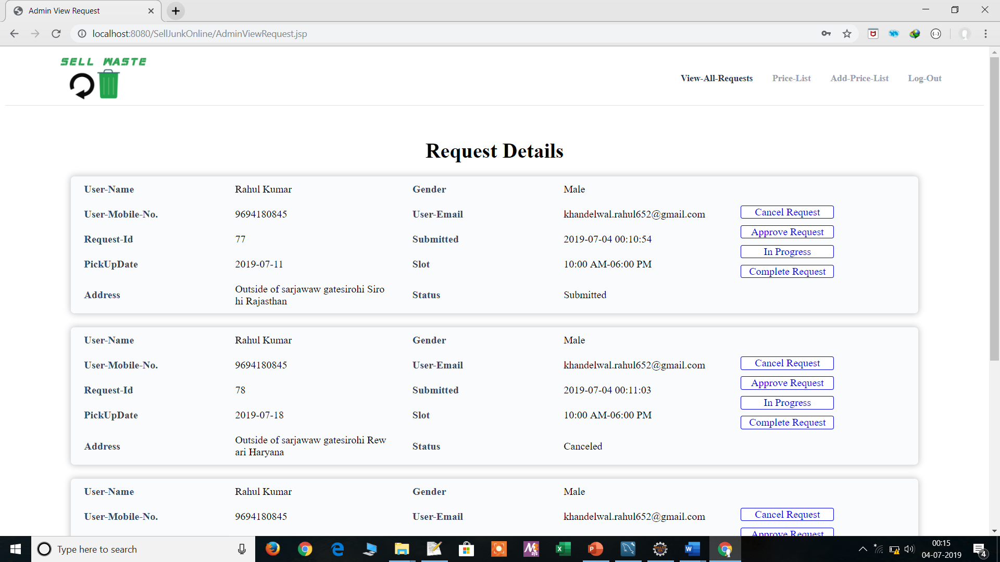 Admin View Request
localhost:8080/SellJunkOnline/AdminViewRequest.jsp
SELL WASTE
View-All-Requests Price-List Add-Price-List Log-Out
Request Details
User-Name Rahul Kumar Gender Male
User-Mobile-No. 9694180845 User-Email khandelwal.rahul652@gmail.com
Cancel Request
Approve Request
Request-Id 77 Submitted 2019-07-04 00:10:54
In Progress
PickUpDate 2019-07-11 Slot 10:00 AM-06:00 PM
Complete Request
Address Outside of sarjawaw gatesirohi Siro
hi Rajasthan
Status Submitted
User-Name Rahul Kumar Gender Male
User-Mobile-No. 9694180845 User-Email khandelwal.rahul652@gmail.com
Cancel Request
Approve Request
Request-Id 78 Submitted 2019-07-04 00:11:03
In Progress
PickUpDate 2019-07-18 Slot 10:00 AM-06:00 PM
Complete Request
Address Outside of sarjawaw gatesirohi Rew
ari Haryana
Status Canceled
User-Name Rahul Kumar Gender Male
User-Mobile-No. 9694180845 User-Email khandelwal.rahul652@gmail.com
Cancel Request
Approve Request
Type here to search
00:15
04-07-2019
4